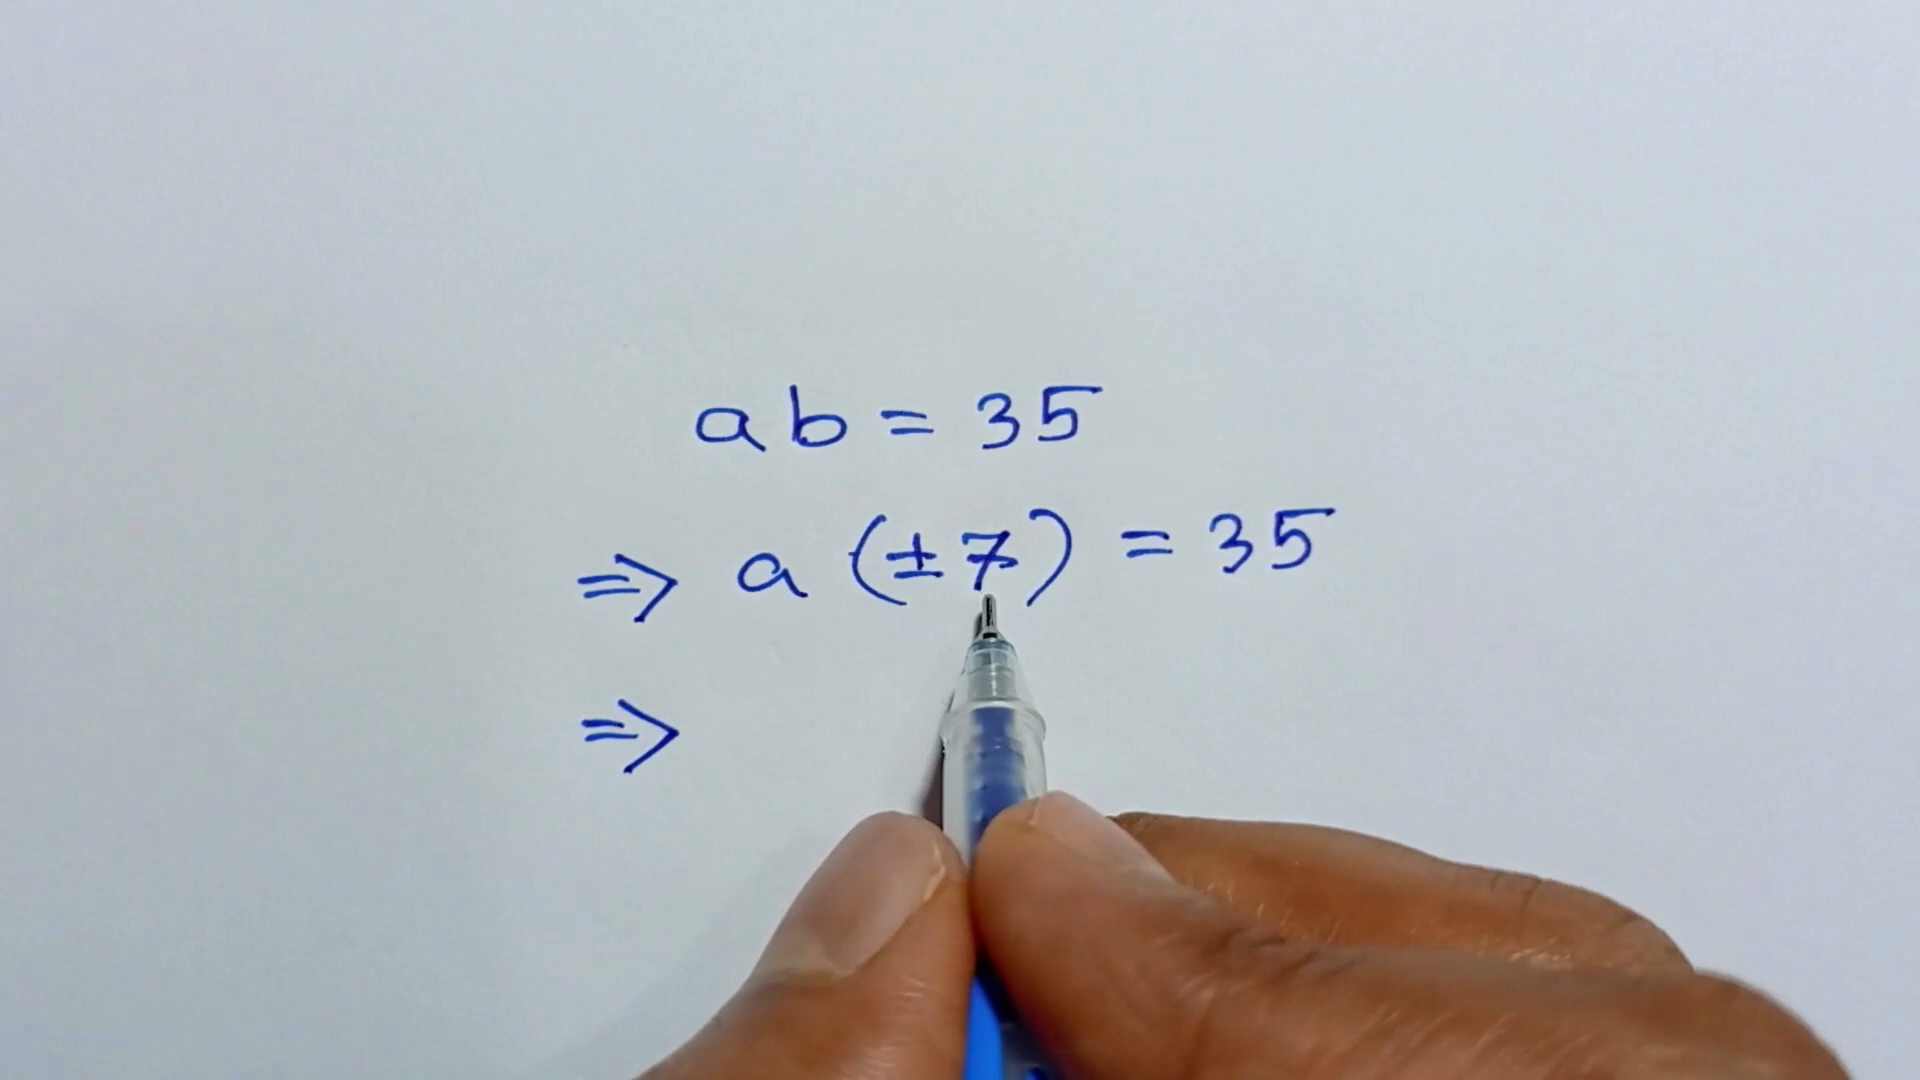 ab = 35
⇒ a (±7) = 35
⇒